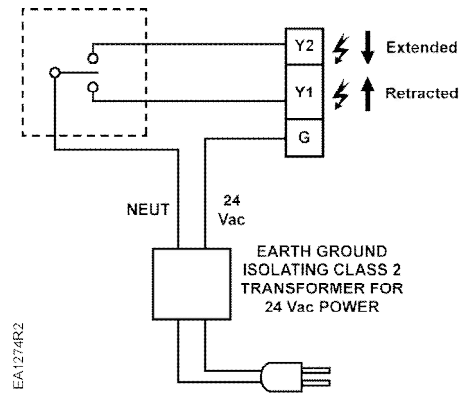 Y2
Extended
Y1
Retracted
G
NEUT
24
Vac
EARTH GROUND
ISOLATING CLASS 2
TRANSFORMER FOR
24 Vac POWER
EA1274R2